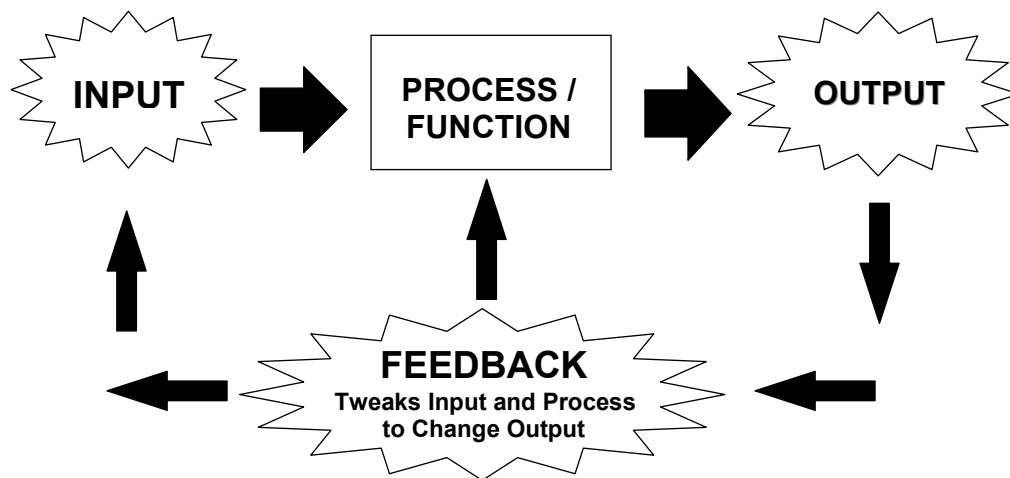 INPUT
PROCESS /
FUNCTION
OUTPUT
FEEDBACK
Tweaks Input and Process
to Change Output